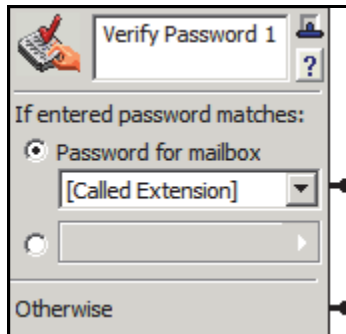 Verify Password 1
?
If entered password matches:
Password for mailbox
[Called Extension]
Otherwise